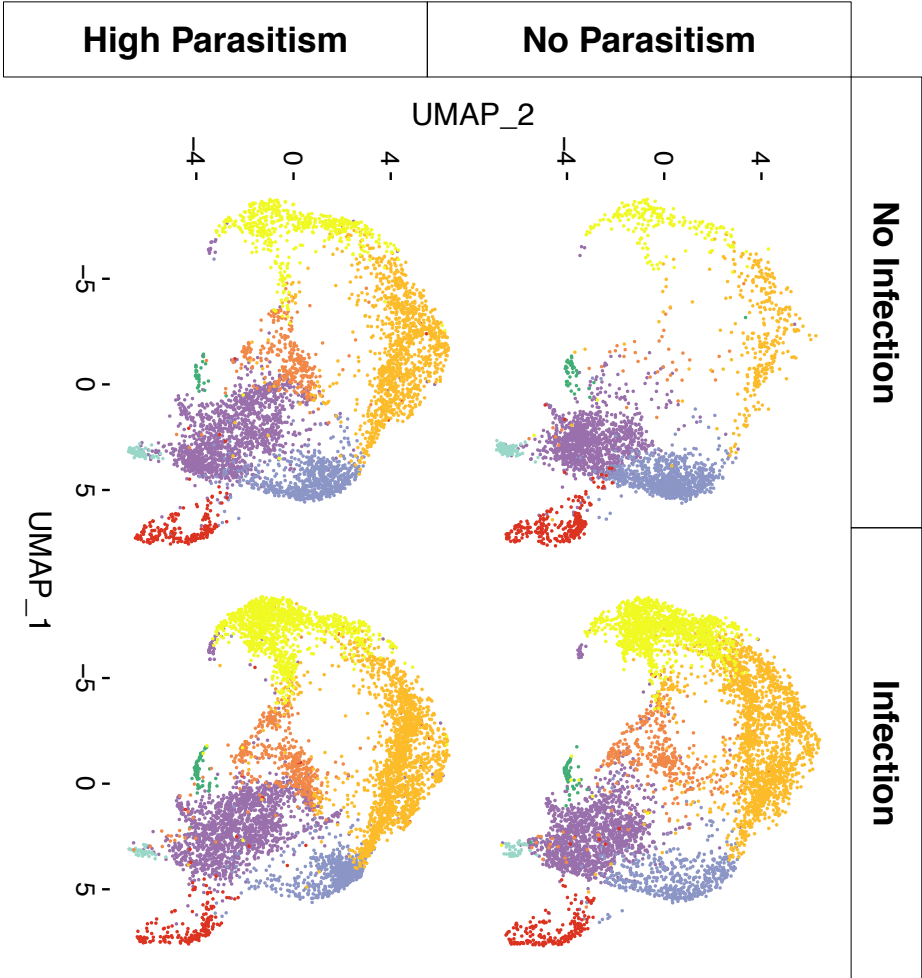 High Parasitism
No Parasitism
No Infection
Infection
UMAP_2
−4
0
4
−4
0
4
−5
0
5
−5
0
5
UMAP_1